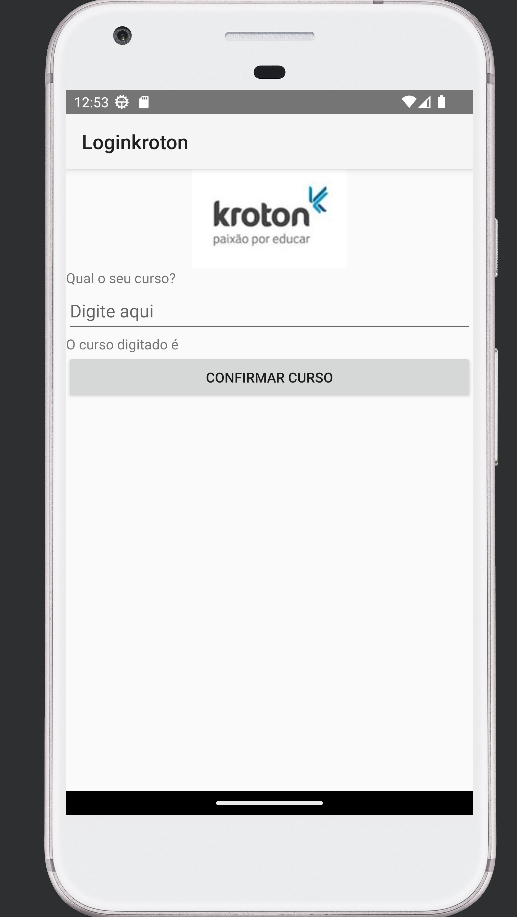 12:53
Loginkroton
kroton
paixão por educar
Qual o seu curso?
Digite aqui
O curso digitado é
CONFIRMAR CURSO